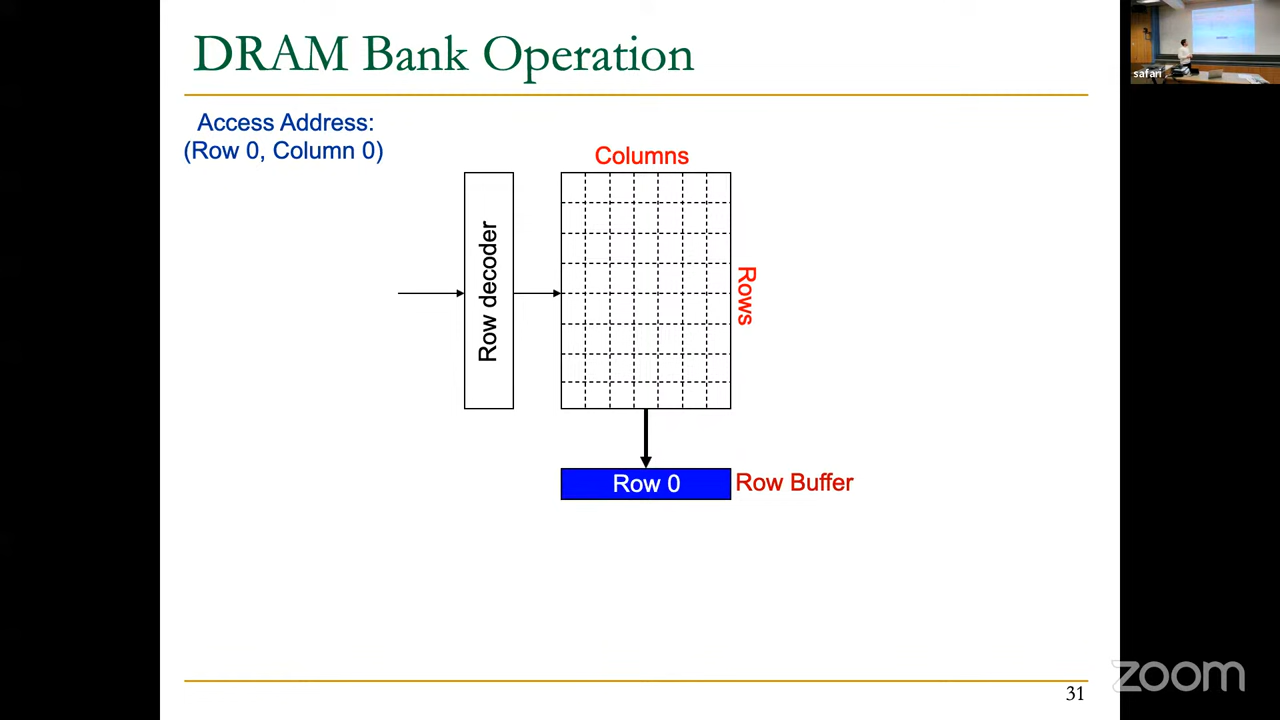 DRAM Bank Operation
Access Address:
(Row 0, Column 0)
Columns
Row decoder
Rows
Row 0
Row Buffer
31
safari
zoom